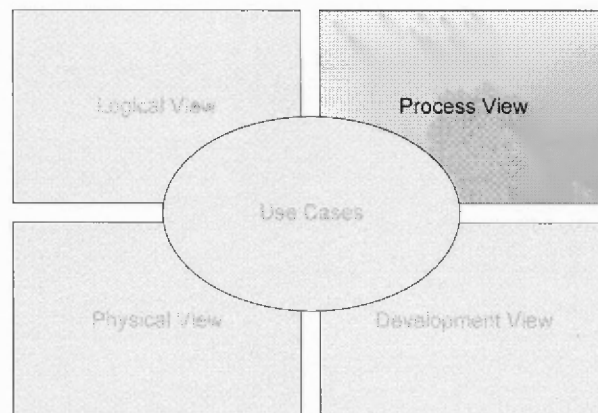 Logical View
Process View
Use Cases
Physical View
Development View